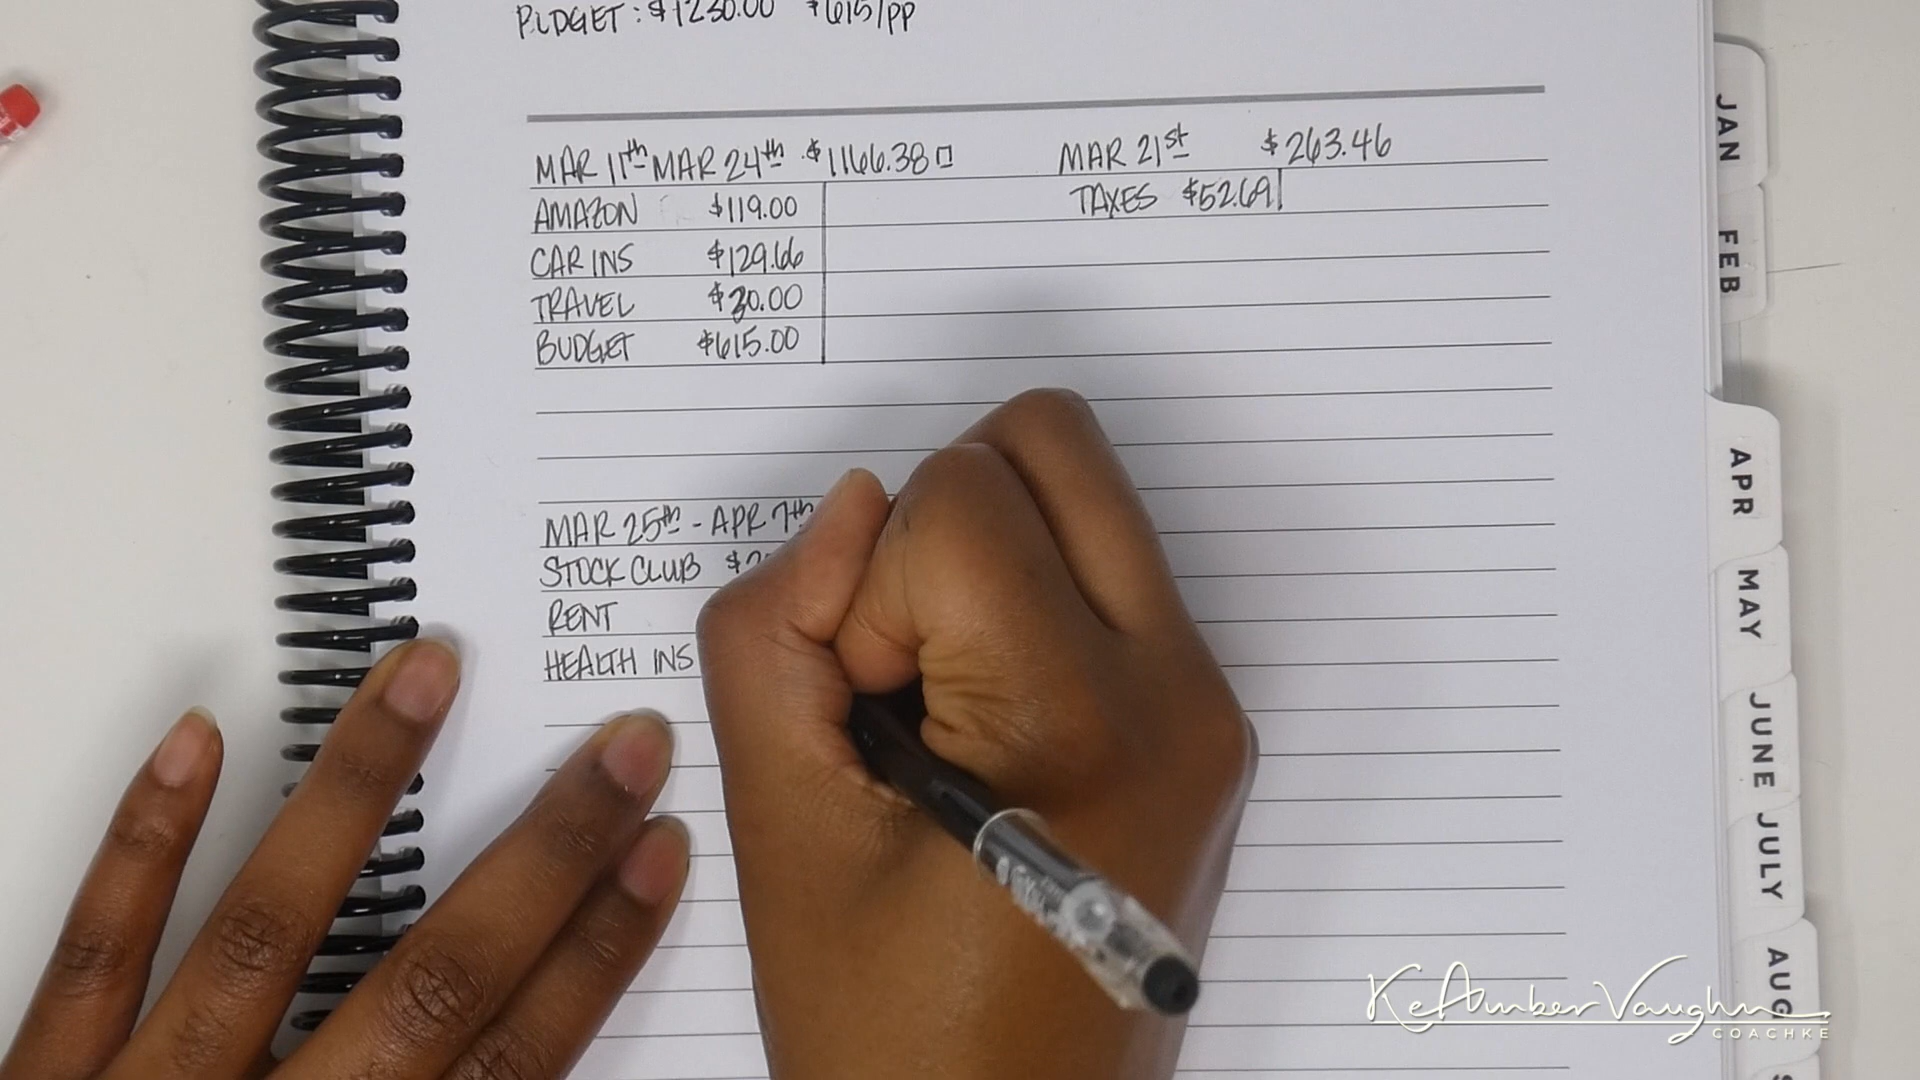 BUDGET: $1230.00 $615/PP
MAR 11th MAR 24th $1166.38 MAR 21st $263.46
AMAZON $119.00 TAXES $52.69
CAR INS $129.66
TRAVEL $30.00
BUDGET $615.00
MAR 25th - APR 7th
STOCK CLUB
RENT
HEALTH INS
JAN
FEB
APR
MAY
JUNE
JULY
AUG
KeAmber Vaughn
COACHKE